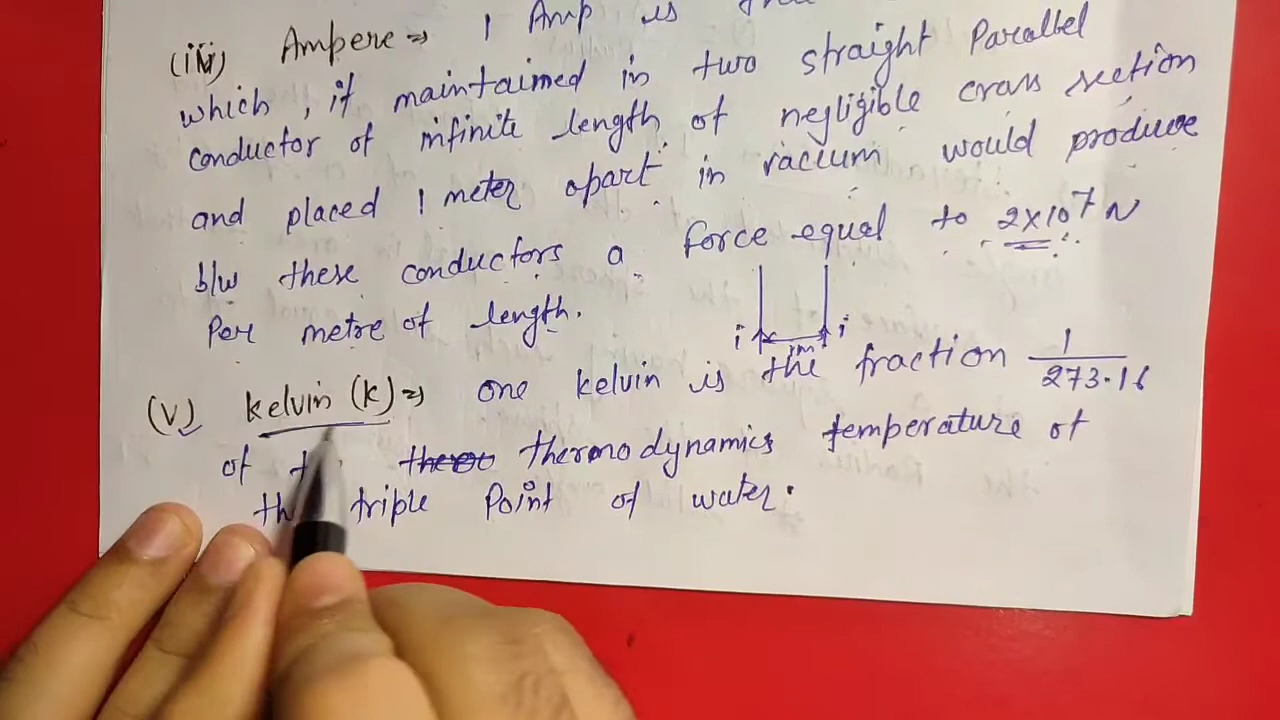 (iv) Ampere ⇒ 1 Amp is
which, if maintained in two straight Parallel
conductor of infinite length of negligible crass section
and placed 1 meter apart in vacuum would produce
b/w these conductors a force equal to 2×10⁷ N
Per metre of length.
i i
1m
(V) Kelvin (K) ⇒ one kelvin is the fraction 1/273.16
of thermodynamics temperature of
triple Point of water.